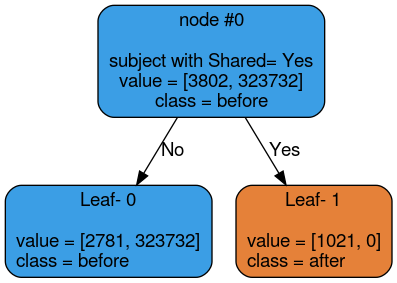 node #0
subject with Shared= Yes
value = [3802, 323732]
class = before
No
Yes
Leaf- 0
value = [2781, 323732]
class = before
Leaf- 1
value = [1021, 0]
class = after